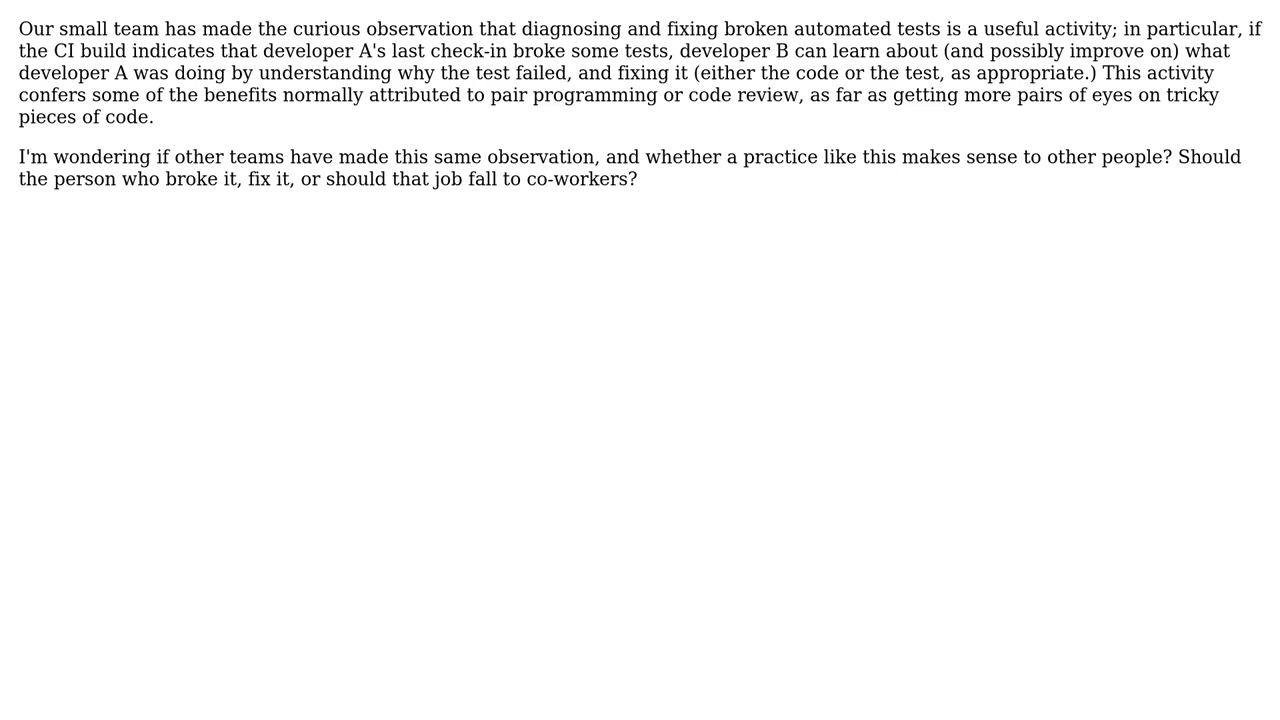 Our small team has made the curious observation that diagnosing and fixing broken automated tests is a useful activity; in particular, if
the CI build indicates that developer A's last check-in broke some tests, developer B can learn about (and possibly improve on) what
developer A was doing by understanding why the test failed, and fixing it (either the code or the test, as appropriate.) This activity
confers some of the benefits normally attributed to pair programming or code review, as far as getting more pairs of eyes on tricky
pieces of code.
I'm wondering if other teams have made this same observation, and whether a practice like this makes sense to other people? Should
the person who broke it, fix it, or should that job fall to co-workers?